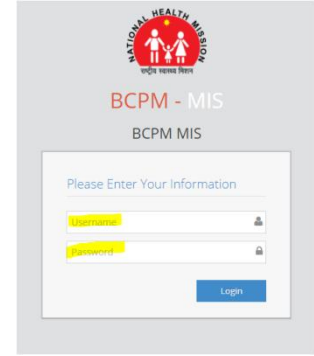 NATIONAL HEALTH MISSION
राष्ट्रीय स्वास्थ्य मिशन
BCPM - MIS
BCPM MIS
Please Enter Your Information
Username
Password
Login